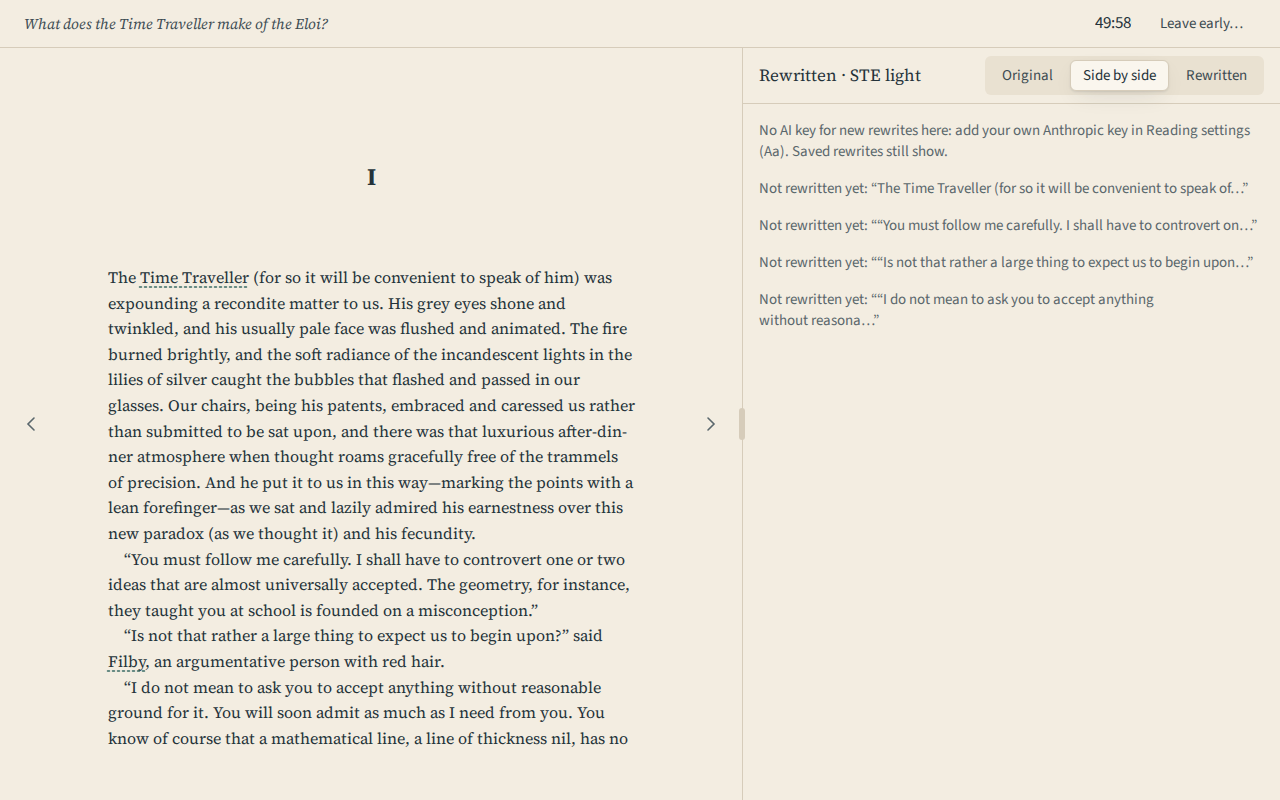 What does the Time Traveller make of the Eloi?
49:58
Leave early…
I
The Time Traveller (for so it will be convenient to speak of him) was
expounding a recondite matter to us. His grey eyes shone and
twinkled, and his usually pale face was flushed and animated. The fire
burned brightly, and the soft radiance of the incandescent lights in the
lilies of silver caught the bubbles that flashed and passed in our
glasses. Our chairs, being his patents, embraced and caressed us rather
than submitted to be sat upon, and there was that luxurious after-din-
ner atmosphere when thought roams gracefully free of the trammels
of precision. And he put it to us in this way—marking the points with a
lean forefinger—as we sat and lazily admired his earnestness over this
new paradox (as we thought it) and his fecundity.
“You must follow me carefully. I shall have to controvert one or two
ideas that are almost universally accepted. The geometry, for instance,
they taught you at school is founded on a misconception.”
“Is not that rather a large thing to expect us to begin upon?” said
Filby, an argumentative person with red hair.
“I do not mean to ask you to accept anything without reasonable
ground for it. You will soon admit as much as I need from you. You
know of course that a mathematical line, a line of thickness nil, has no
Rewritten · STE light
Original
Side by side
Rewritten
No AI key for new rewrites here: add your own Anthropic key in Reading settings
(Aa). Saved rewrites still show.
Not rewritten yet: “The Time Traveller (for so it will be convenient to speak of…”
Not rewritten yet: ““You must follow me carefully. I shall have to controvert on…”
Not rewritten yet: ““Is not that rather a large thing to expect us to begin upon…”
Not rewritten yet: ““I do not mean to ask you to accept anything
without reasona…”